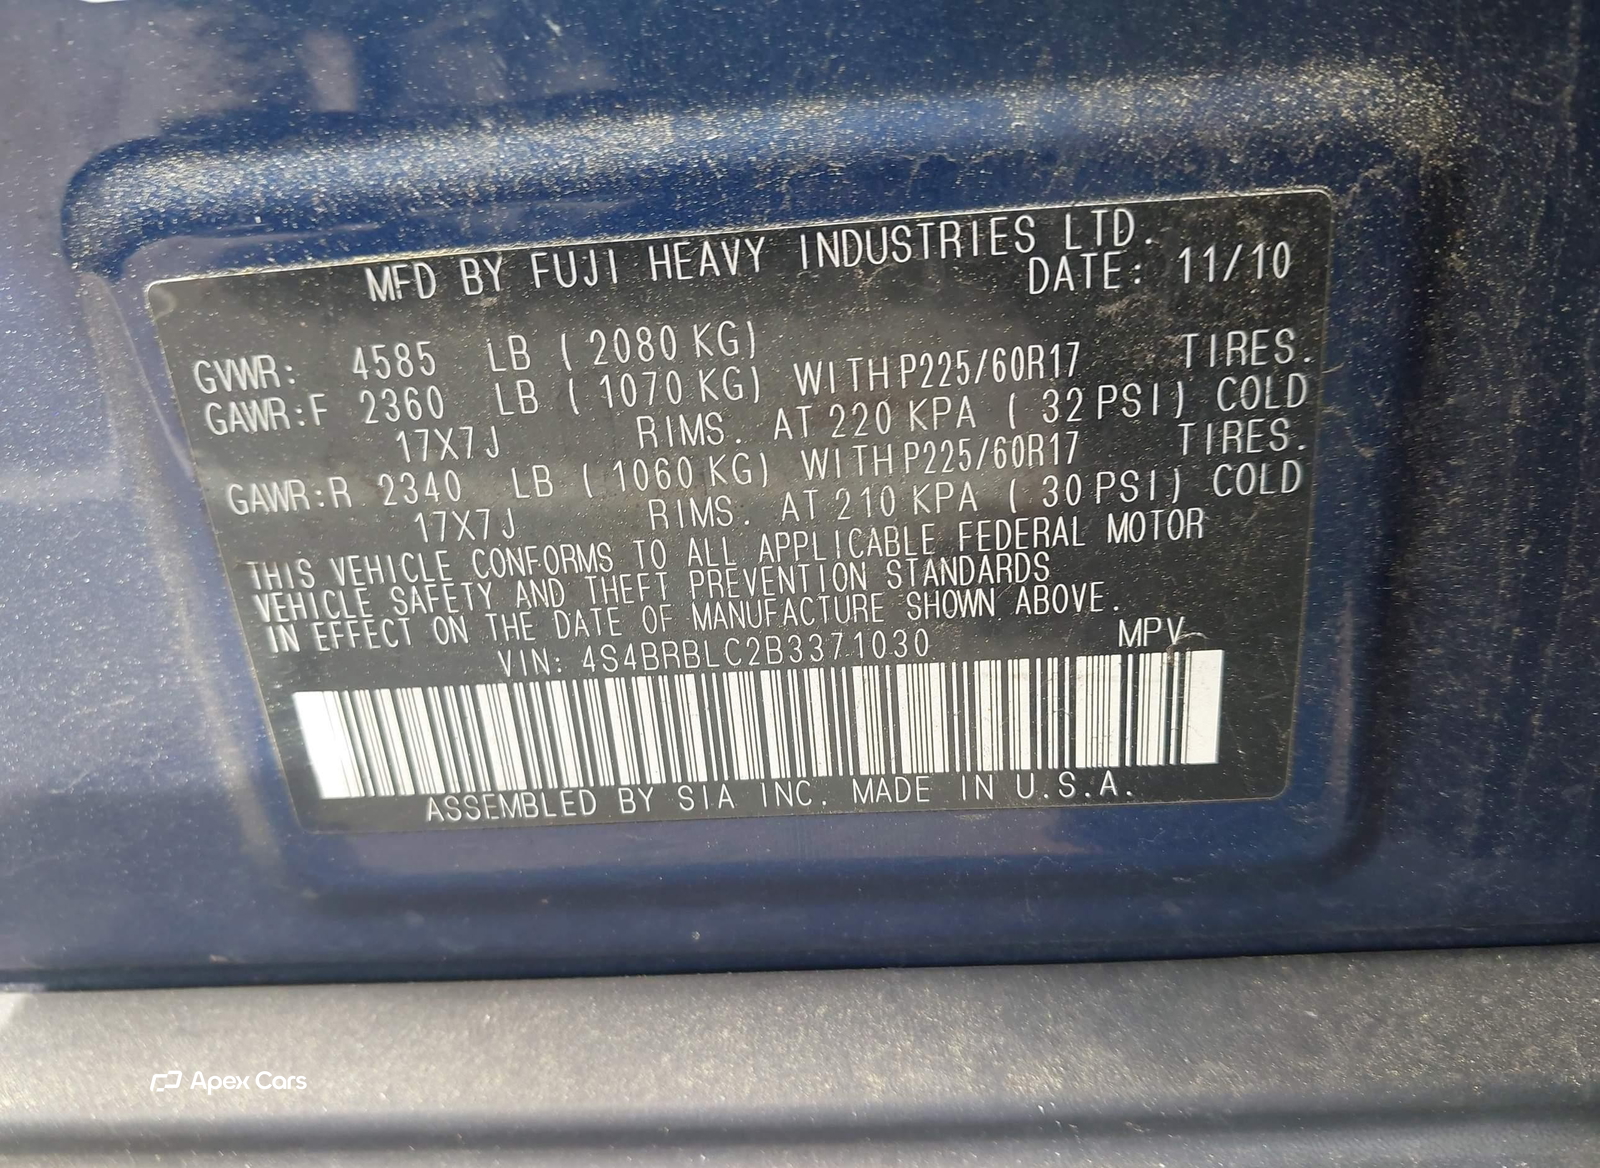 MFD BY FUJI HEAVY INDUSTRIES LTD.
DATE: 11/10
GVWR: 4585 LB (2080 KG)
GAWR:F 2360 LB (1070 KG) WITH P225/60R17 TIRES.
17X7J RIMS. AT 220 KPA (32 PSI) COLD
GAWR:R 2340 LB (1060 KG) WITH P225/60R17 TIRES.
17X7J RIMS. AT 210 KPA (30 PSI) COLD
THIS VEHICLE CONFORMS TO ALL APPLICABLE FEDERAL MOTOR
VEHICLE SAFETY AND THEFT PREVENTION STANDARDS
IN EFFECT ON THE DATE OF MANUFACTURE SHOWN ABOVE.
VIN: 4S4BRBLC2B3371030 MPV
ASSEMBLED BY SIA INC. MADE IN U.S.A.
Apex Cars